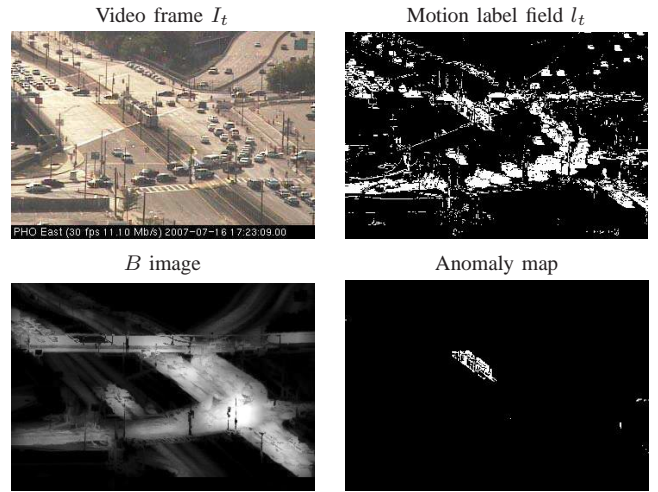 Video frame I_t
Motion label field l_t
PHO East (30 fps 11.10 Mb/s) 2007-07-16 17:23:09.00
B image
Anomaly map